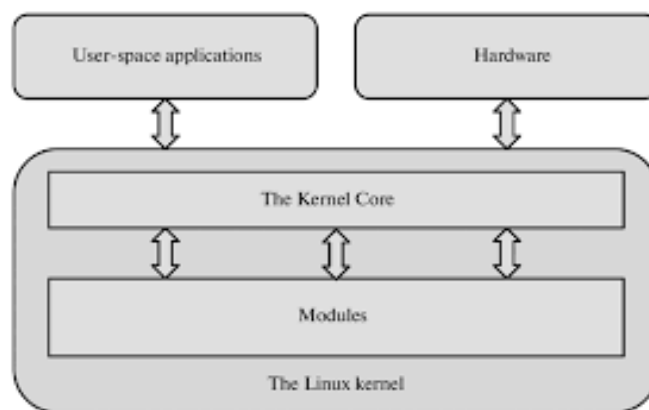 User-space applications
Hardware
The Kernel Core
Modules
The Linux kernel